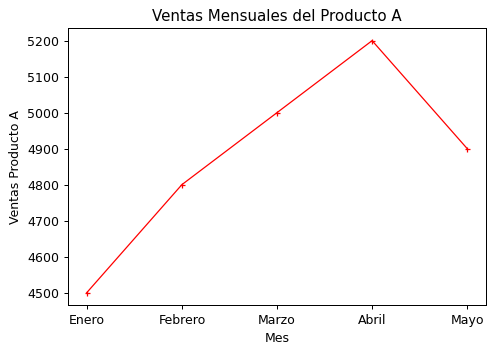 Ventas Mensuales del Producto A
Ventas Producto A
5200
5100
5000
4900
4800
4700
4600
4500
Enero Febrero Marzo Abril Mayo
Mes